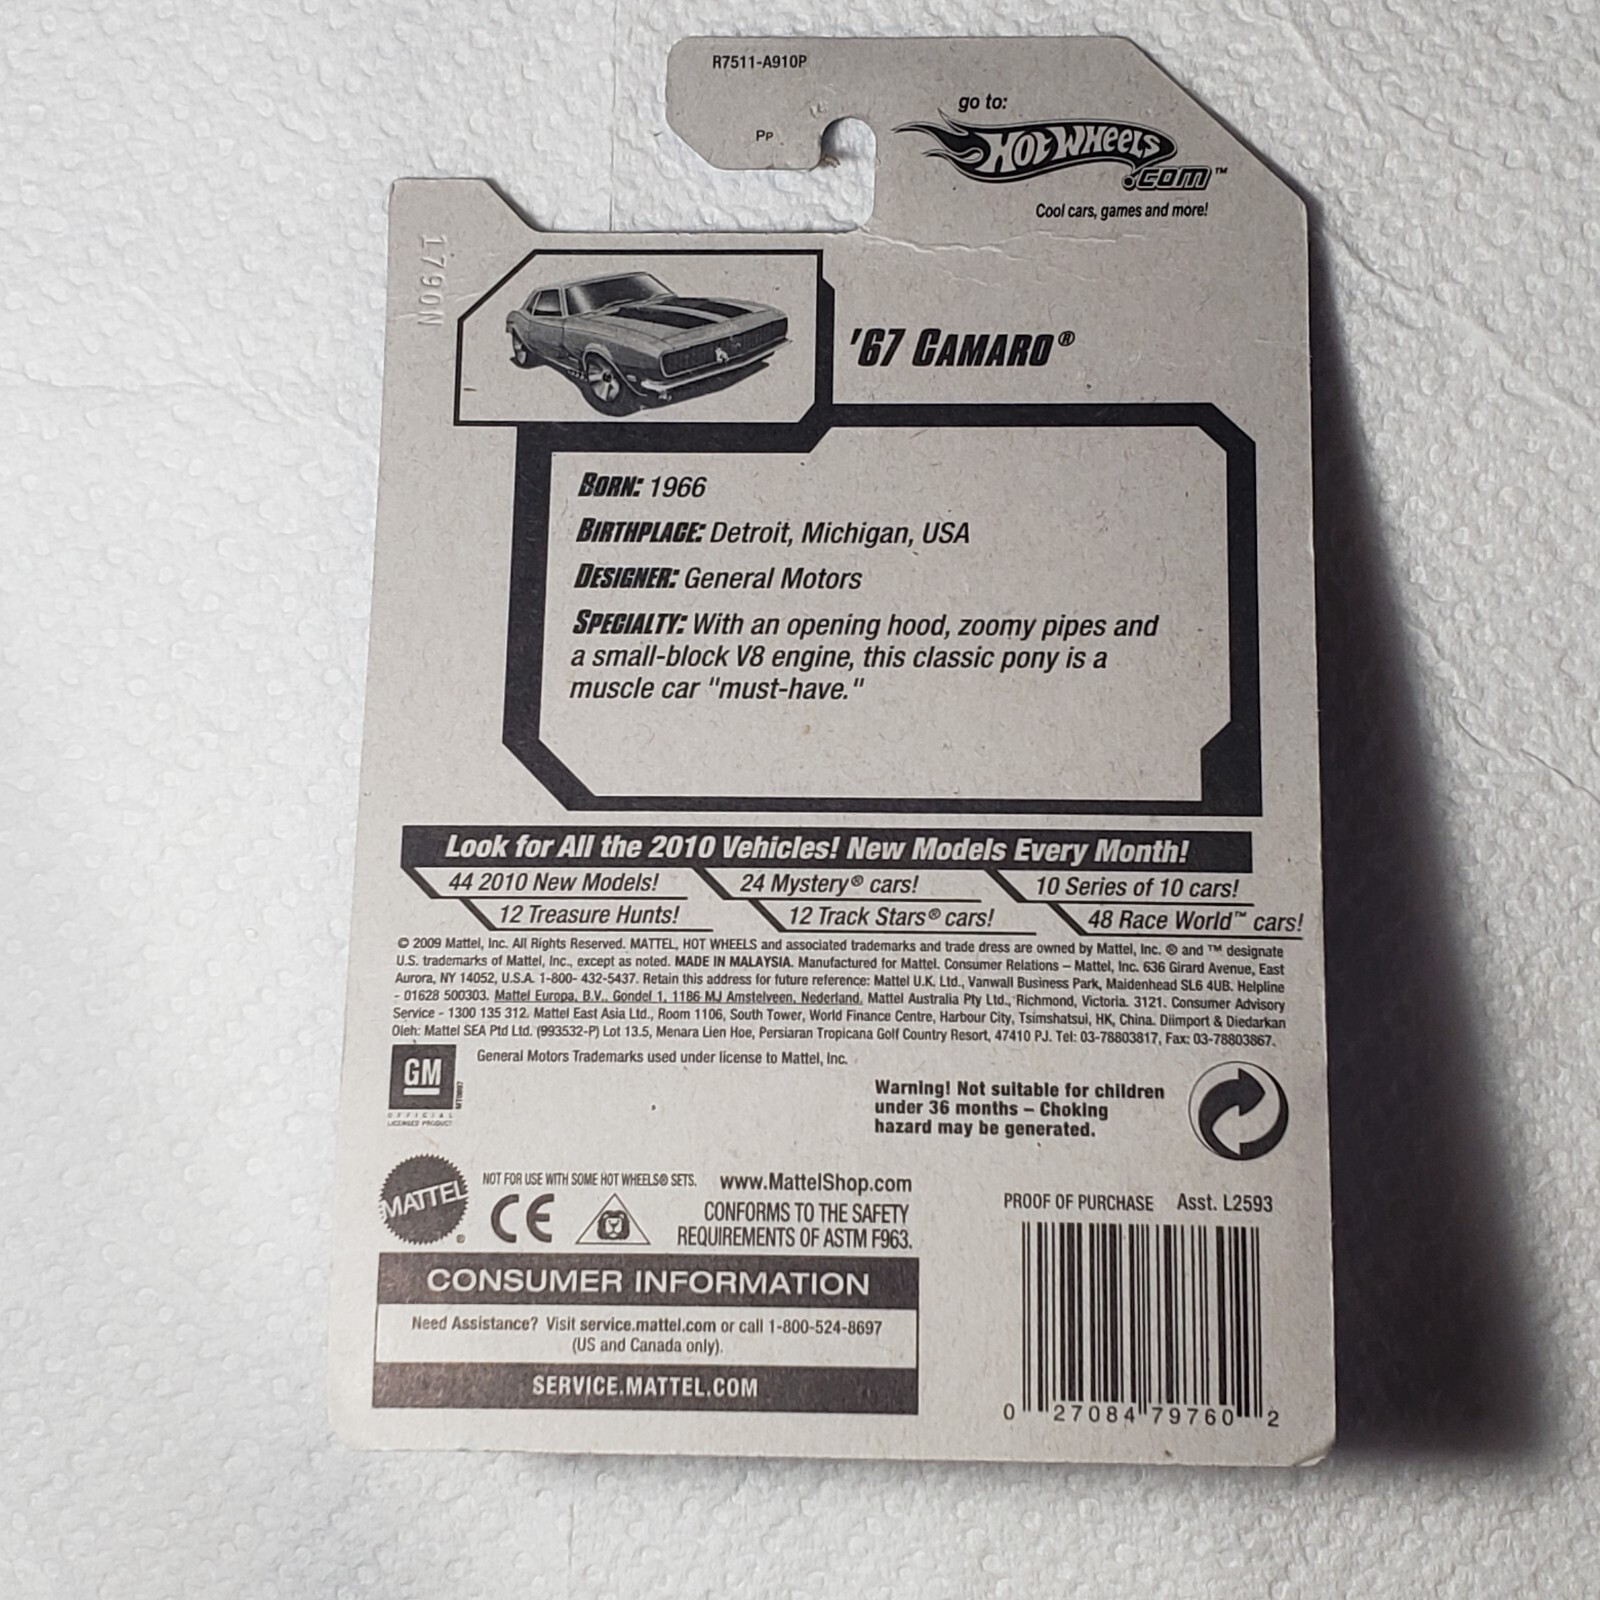 R7511-A910P
PP
go to:
HOT WHEELS
.COM™
Cool cars, games and more!
1790N
'67 CAMARO®
BORN: 1966
BIRTHPLACE: Detroit, Michigan, USA
DESIGNER: General Motors
SPECIALTY: With an opening hood, zoomy pipes and
a small-block V8 engine, this classic pony is a
muscle car "must-have."
Look for All the 2010 Vehicles! New Models Every Month!
44 2010 New Models!
24 Mystery® cars!
10 Series of 10 cars!
12 Treasure Hunts!
12 Track Stars® cars!
48 Race World™ cars!
© 2009 Mattel, Inc. All Rights Reserved. MATTEL, HOT WHEELS and associated trademarks and trade dress are owned by Mattel, Inc. ® and ™ designate
U.S. trademarks of Mattel, Inc., except as noted. MADE IN MALAYSIA. Manufactured for Mattel. Consumer Relations – Mattel, Inc. 636 Girard Avenue, East
Aurora, NY 14052, U.S.A. 1-800- 432-5437. Retain this address for future reference: Mattel U.K. Ltd., Vanwall Business Park, Maidenhead SL6 4UB. Helpline
- 01628 500303. Mattel Europa, B.V., Gondel 1, 1186 MJ Amstelveen, Nederland. Mattel Australia Pty Ltd., Richmond, Victoria. 3121. Consumer Advisory
Service - 1300 135 312. Mattel East Asia Ltd., Room 1106, South Tower, World Finance Centre, Harbour City, Tsimshatsui, HK, China. Diimport & Diedarkan
Oleh: Mattel SEA Ptd Ltd. (993532-P) Lot 13.5, Menara Lien Hoe, Persiaran Tropicana Golf Country Resort, 47410 PJ. Tel: 03-78803817, Fax: 03-78803867.
GM
OFFICIAL
LICENSED PRODUCT
General Motors Trademarks used under license to Mattel, Inc.
Warning! Not suitable for children
under 36 months – Choking
hazard may be generated.
MATTEL®
NOT FOR USE WITH SOME HOT WHEELS® SETS.
www.MattelShop.com
CE
CONFORMS TO THE SAFETY
REQUIREMENTS OF ASTM F963.
PROOF OF PURCHASE Asst. L2593
CONSUMER INFORMATION
Need Assistance? Visit service.mattel.com or call 1-800-524-8697
(US and Canada only).
SERVICE.MATTEL.COM
0 27084 79760 2